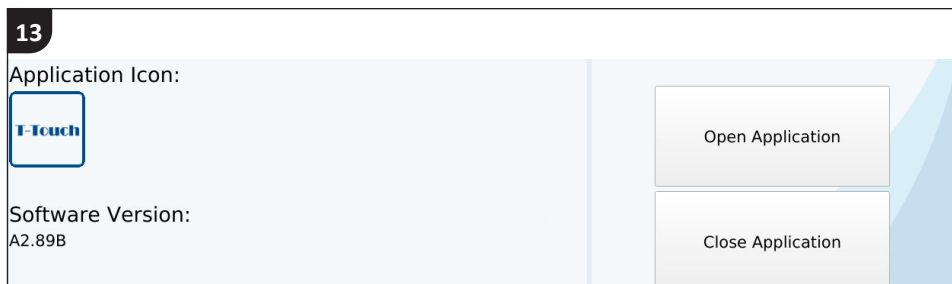 13
Application Icon:
T-Touch
Open Application
Software Version:
A2.89B
Close Application